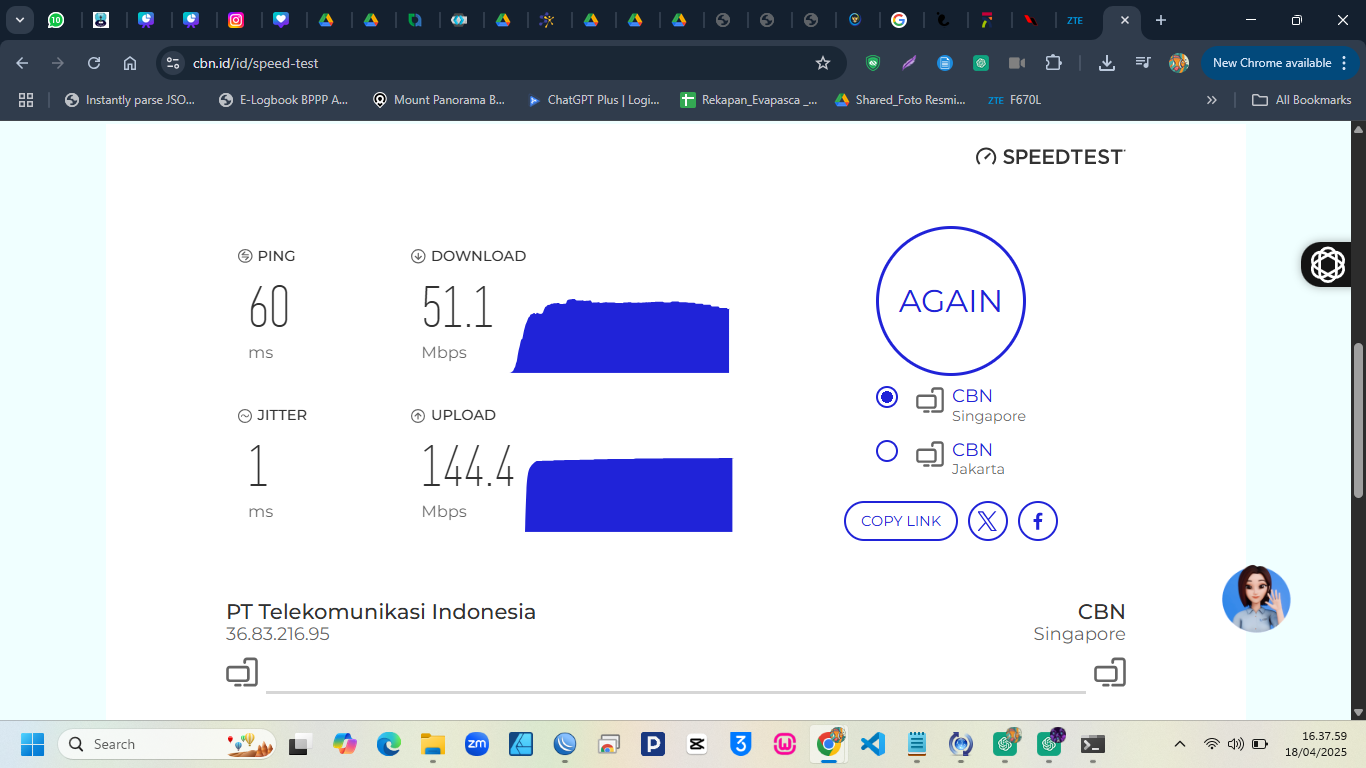 10
ZTE
cbn.id/id/speed-test
New Chrome available
Instantly parse JSO...
E-Logbook BPPP A...
Mount Panorama B...
ChatGPT Plus | Logi...
Rekapan_Evapasca _...
Shared_Foto Resmi...
ZTE F670L
All Bookmarks
SPEEDTEST
PING
DOWNLOAD
60
51.1
ms
Mbps
AGAIN
JITTER
UPLOAD
1
144.4
ms
Mbps
CBN
Singapore
CBN
Jakarta
COPY LINK
PT Telekomunikasi Indonesia
36.83.216.95
CBN
Singapore
Search
zm
16.37.59
18/04/2025